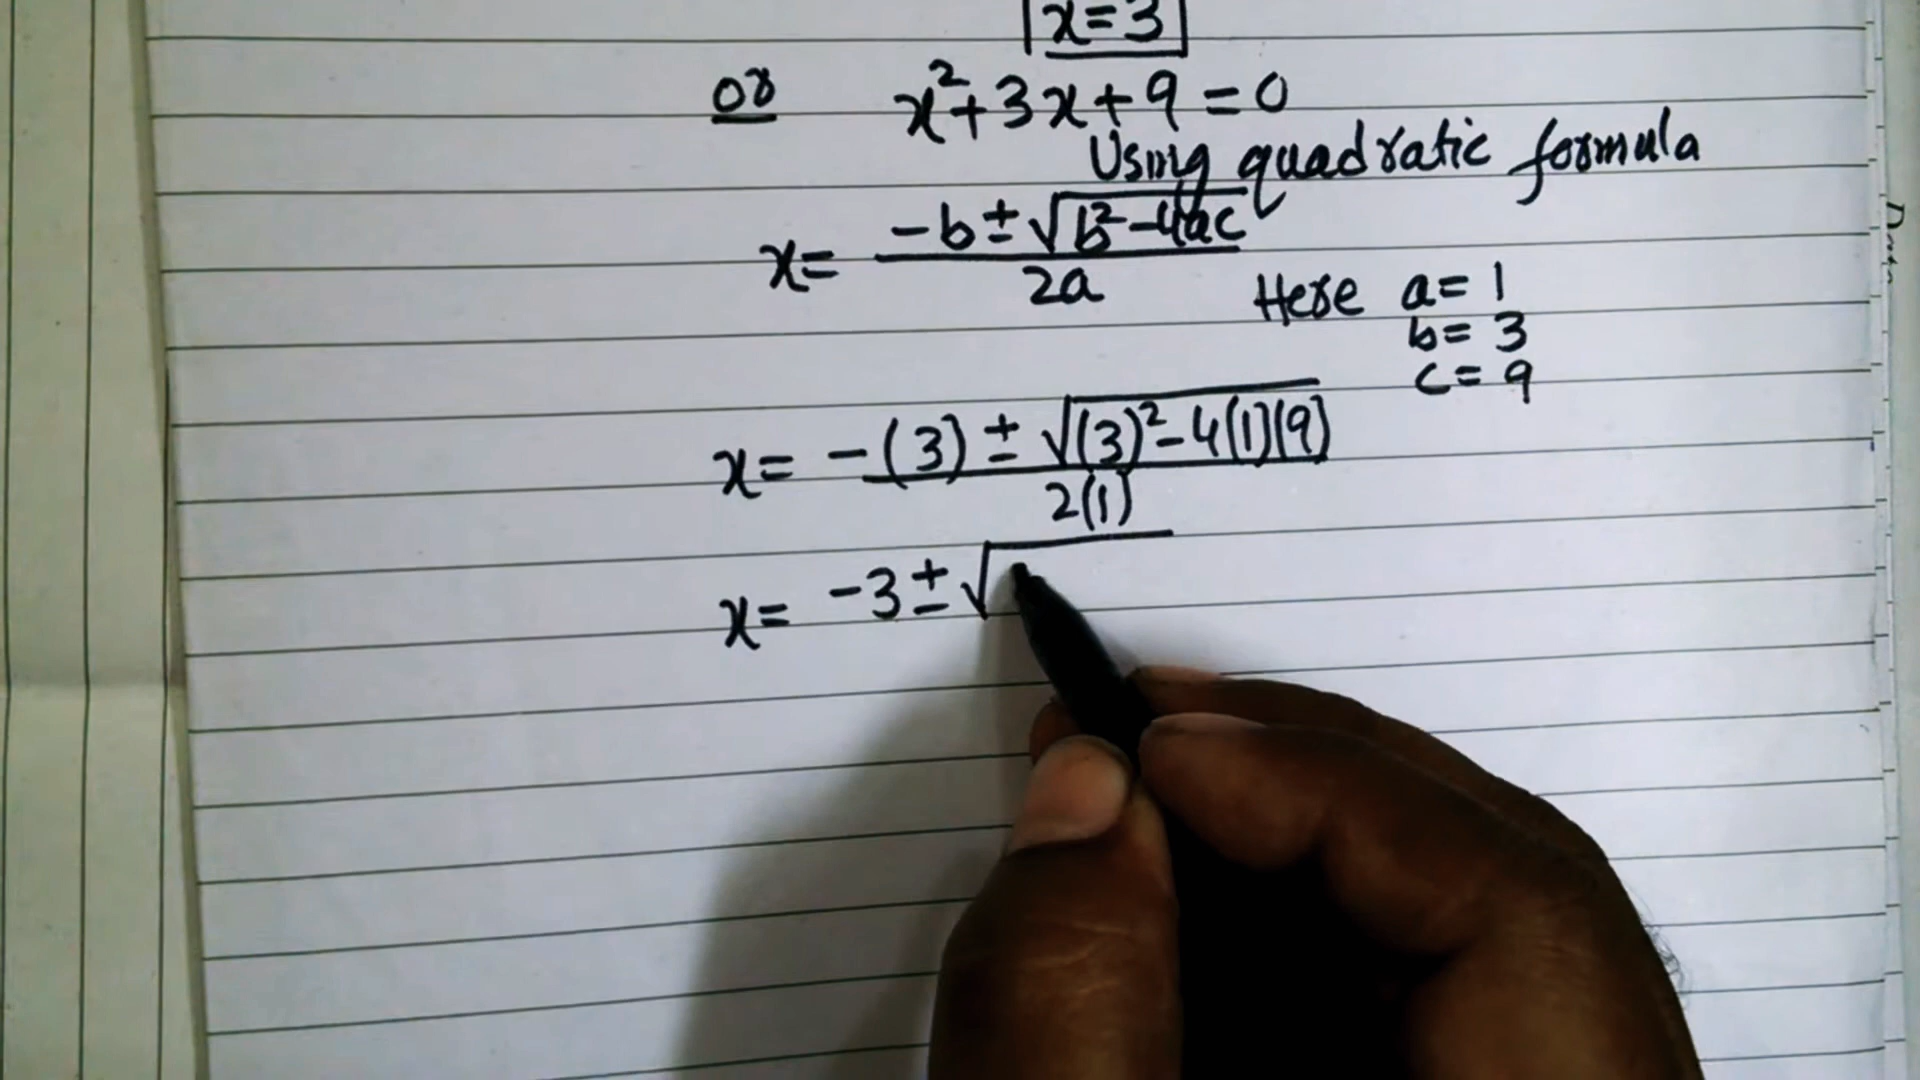 x=3
or x²+3x+9=0
Using quadratic formula
x= -b±√b²-4ac / 2a
Here a=1
b=3
c=9
x= -(3)±√(3)²-4(1)(9) / 2(1)
x= -3±√